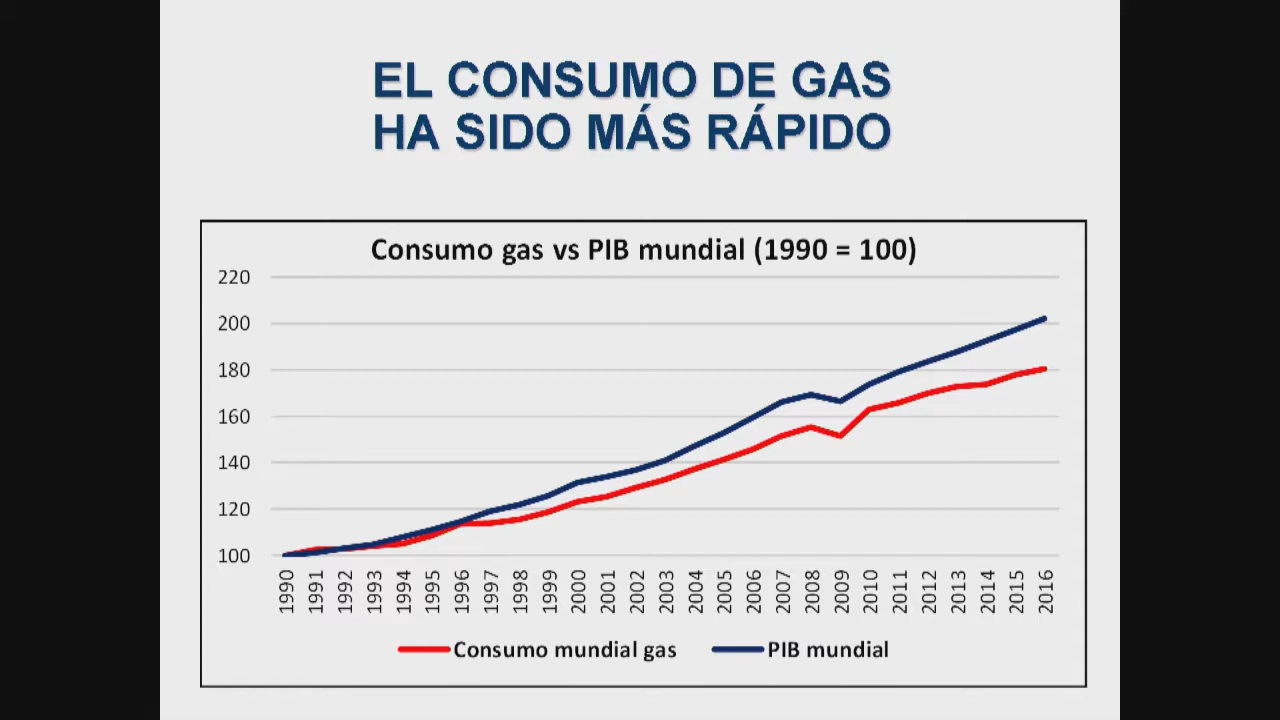 EL CONSUMO DE GAS
HA SIDO MÁS RÁPIDO
Consumo gas vs PIB mundial (1990 = 100)
220
200
180
160
140
120
100
1990 1991 1992 1993 1994 1995 1996 1997 1998 1999 2000 2001 2002 2003 2004 2005 2006 2007 2008 2009 2010 2011 2012 2013 2014 2015 2016
Consumo mundial gas PIB mundial